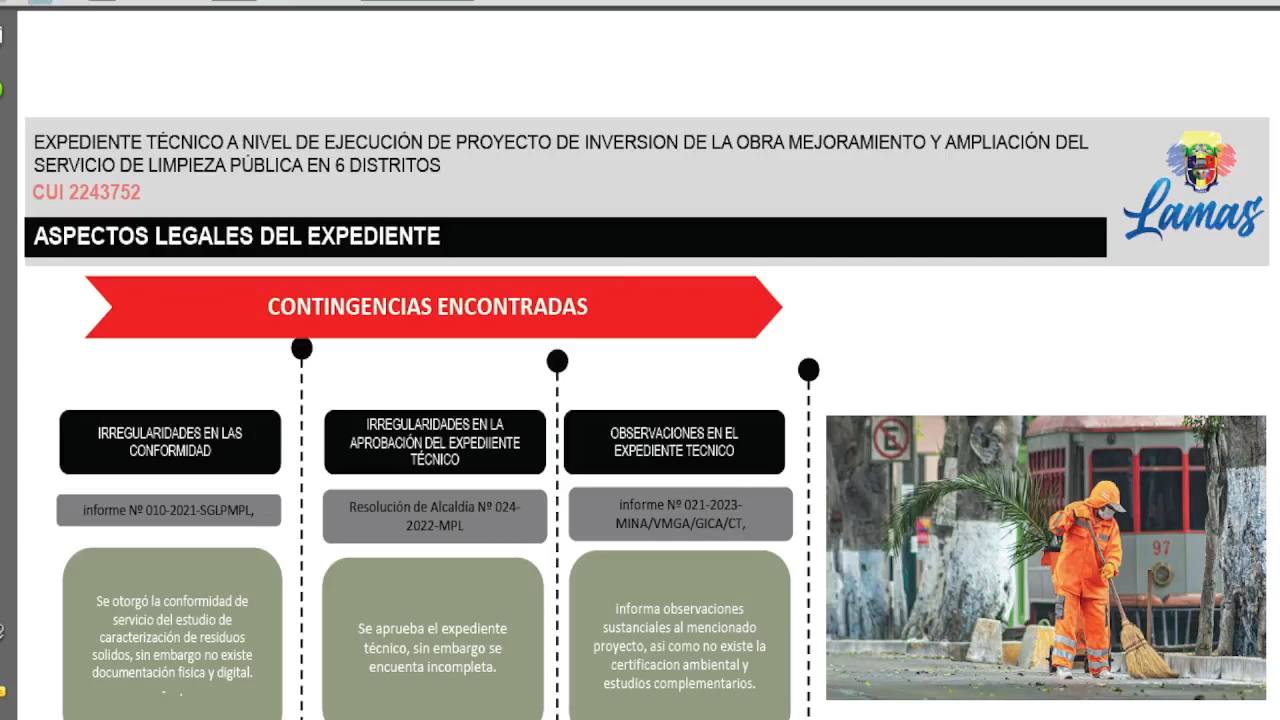 EXPEDIENTE TÉCNICO A NIVEL DE EJECUCIÓN DE PROYECTO DE INVERSION DE LA OBRA MEJORAMIENTO Y AMPLIACIÓN DEL
SERVICIO DE LIMPIEZA PÚBLICA EN 6 DISTRITOS
CUI 2243752
Lamas
ASPECTOS LEGALES DEL EXPEDIENTE
CONTINGENCIAS ENCONTRADAS
IRREGULARIDADES EN LAS
CONFORMIDAD
informe Nº 010-2021-SGLPMPL,
Se otorgó la conformidad de
servicio del estudio de
caracterización de residuos
solidos, sin embargo no existe
documentación fisica y digital.
- .
IRREGULARIDADES EN LA
APROBACIÓN DEL EXPEDIIENTE
TÉCNICO
Resolución de Alcaldía Nº 024-
2022-MPL
Se aprueba el expediente
técnico, sin embargo se
encuenta incompleta.
OBSERVACIONES EN EL
EXPEDIENTE TECNICO
informe Nº 021-2023-
MINA/VMGA/GICA/CT,
informa observaciones
sustanciales al mencionado
proyecto, asi como no existe la
certificacion ambiental y
estudios complementarios.
E
97